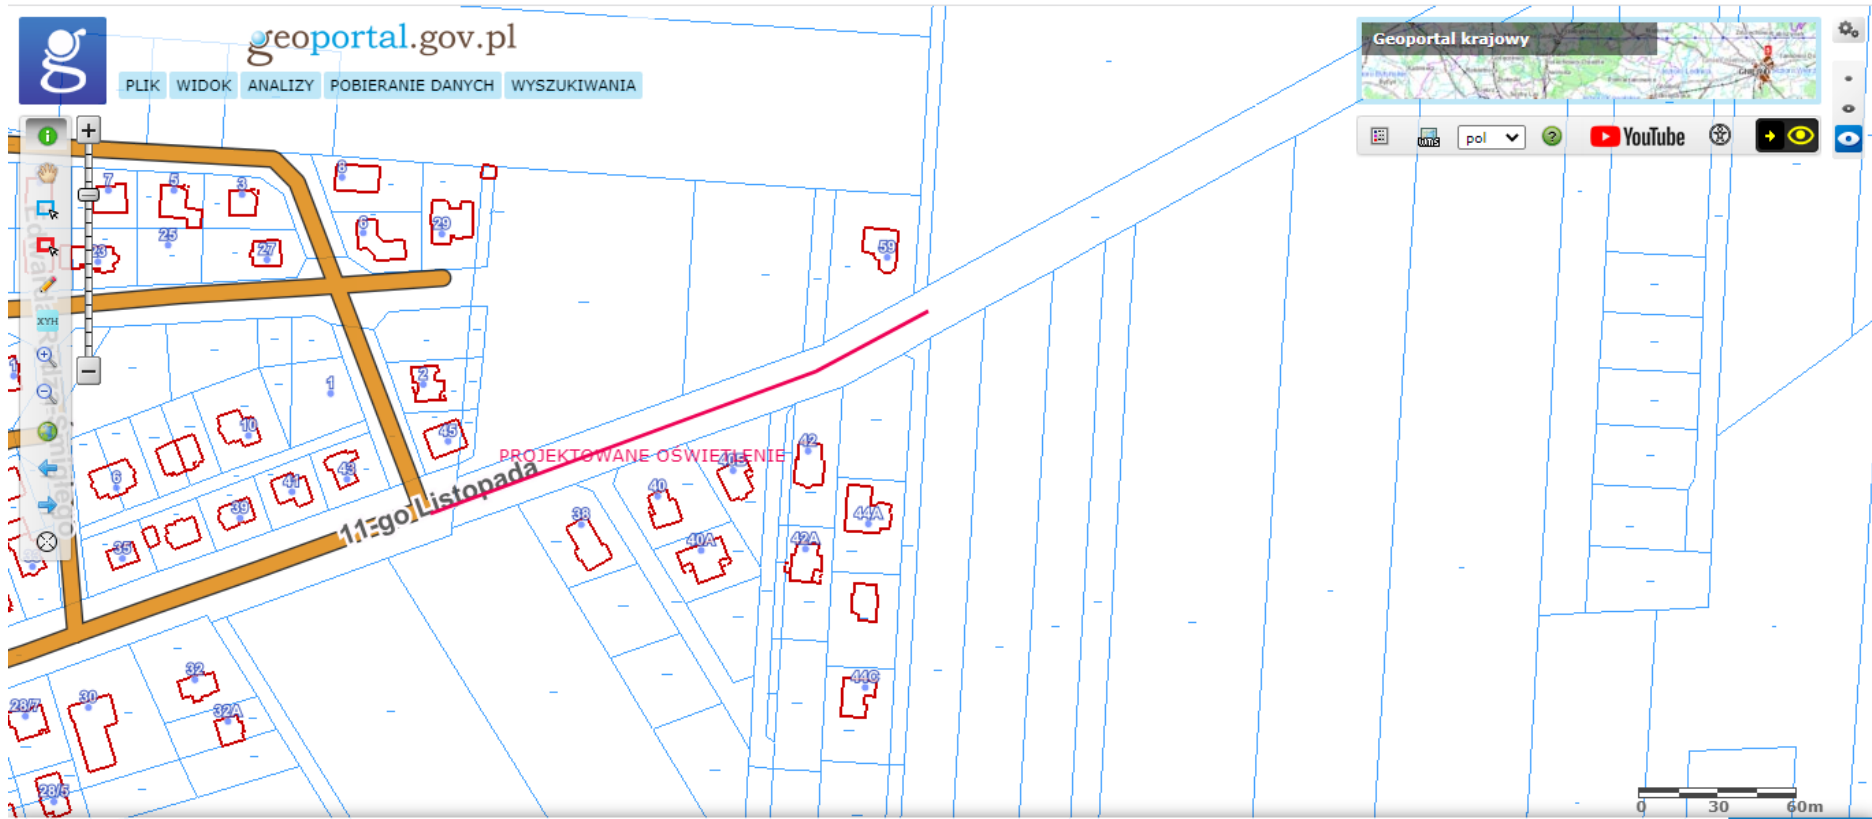 geoportal.gov.pl
PLIK WIDOK ANALIZY POBIERANIE DANYCH WYSZUKIWANIA
Geoportal krajowy
pol
YouTube
XYH
8
7 5 3
6 29
25
23 27
59
1
2
10
45
6
43
41
39
35
PROJEKTOWANE OŚWIETLENIE
11-go Listopada
42
40B
40
38
44A
40A 42A
44C
32
30
32A
28/7
28/5
0 30 60m